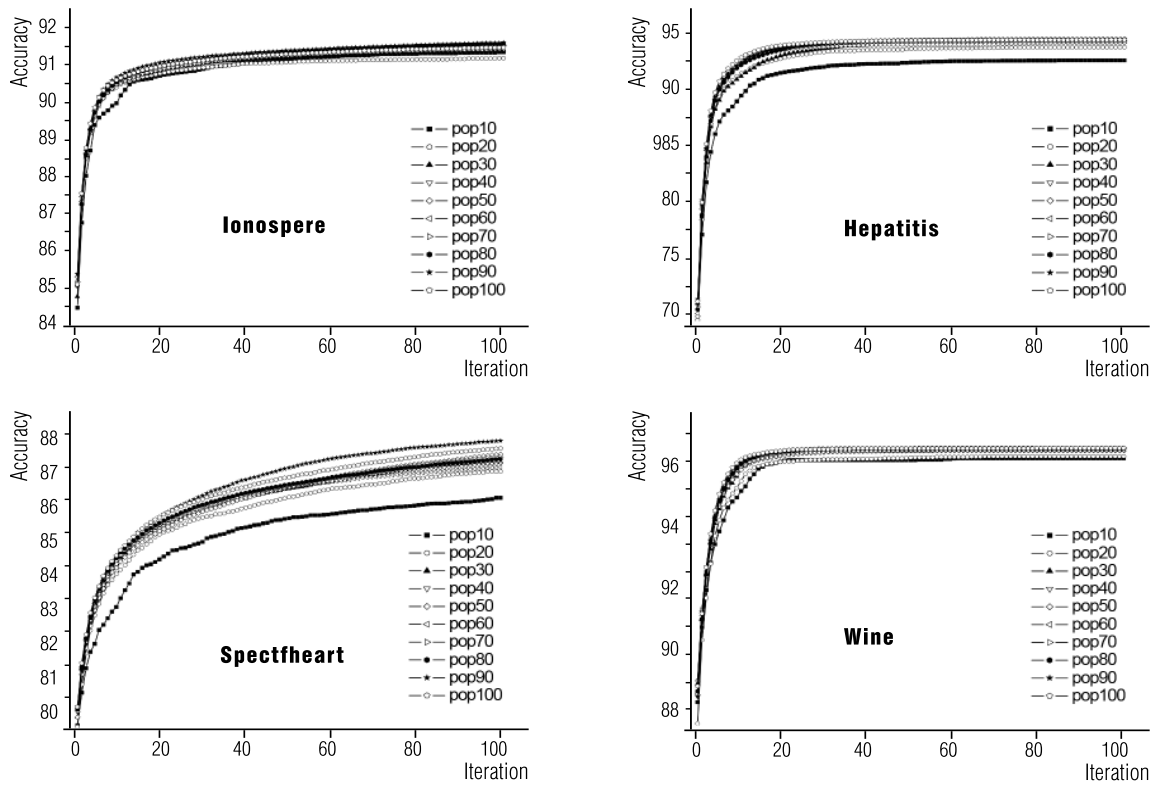 Accuracy
92
91
90
89
88
87
86
85
84
0 20 40 60 80 100
Iteration
pop10
pop20
pop30
pop40
pop50
pop60
pop70
pop80
pop90
pop100
Ionospere
Accuracy
95
90
985
80
75
70
0 20 40 60 80 100
Iteration
pop10
pop20
pop30
pop40
pop50
pop60
pop70
pop80
pop90
pop100
Hepatitis
Accuracy
88
87
86
85
84
83
82
81
80
0 20 40 60 80 100
Iteration
pop10
pop20
pop30
pop40
pop50
pop60
pop70
pop80
pop90
pop100
Spectfheart
Accuracy
96
94
92
90
88
0 20 40 60 80 100
Iteration
pop10
pop20
pop30
pop40
pop50
pop60
pop70
pop80
pop90
pop100
Wine